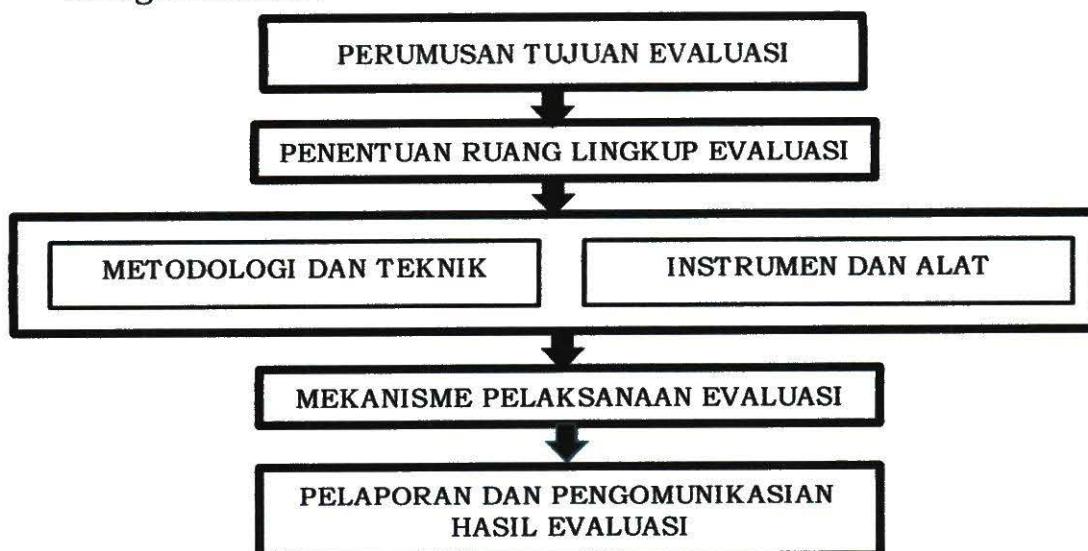 PERUMUSAN TUJUAN EVALUASI
PENENTUAN RUANG LINGKUP EVALUASI
METODOLOGI DAN TEKNIK
INSTRUMEN DAN ALAT
MEKANISME PELAKSANAAN EVALUASI
PELAPORAN DAN PENGOMUNIKASIAN
HASIL EVALUASI